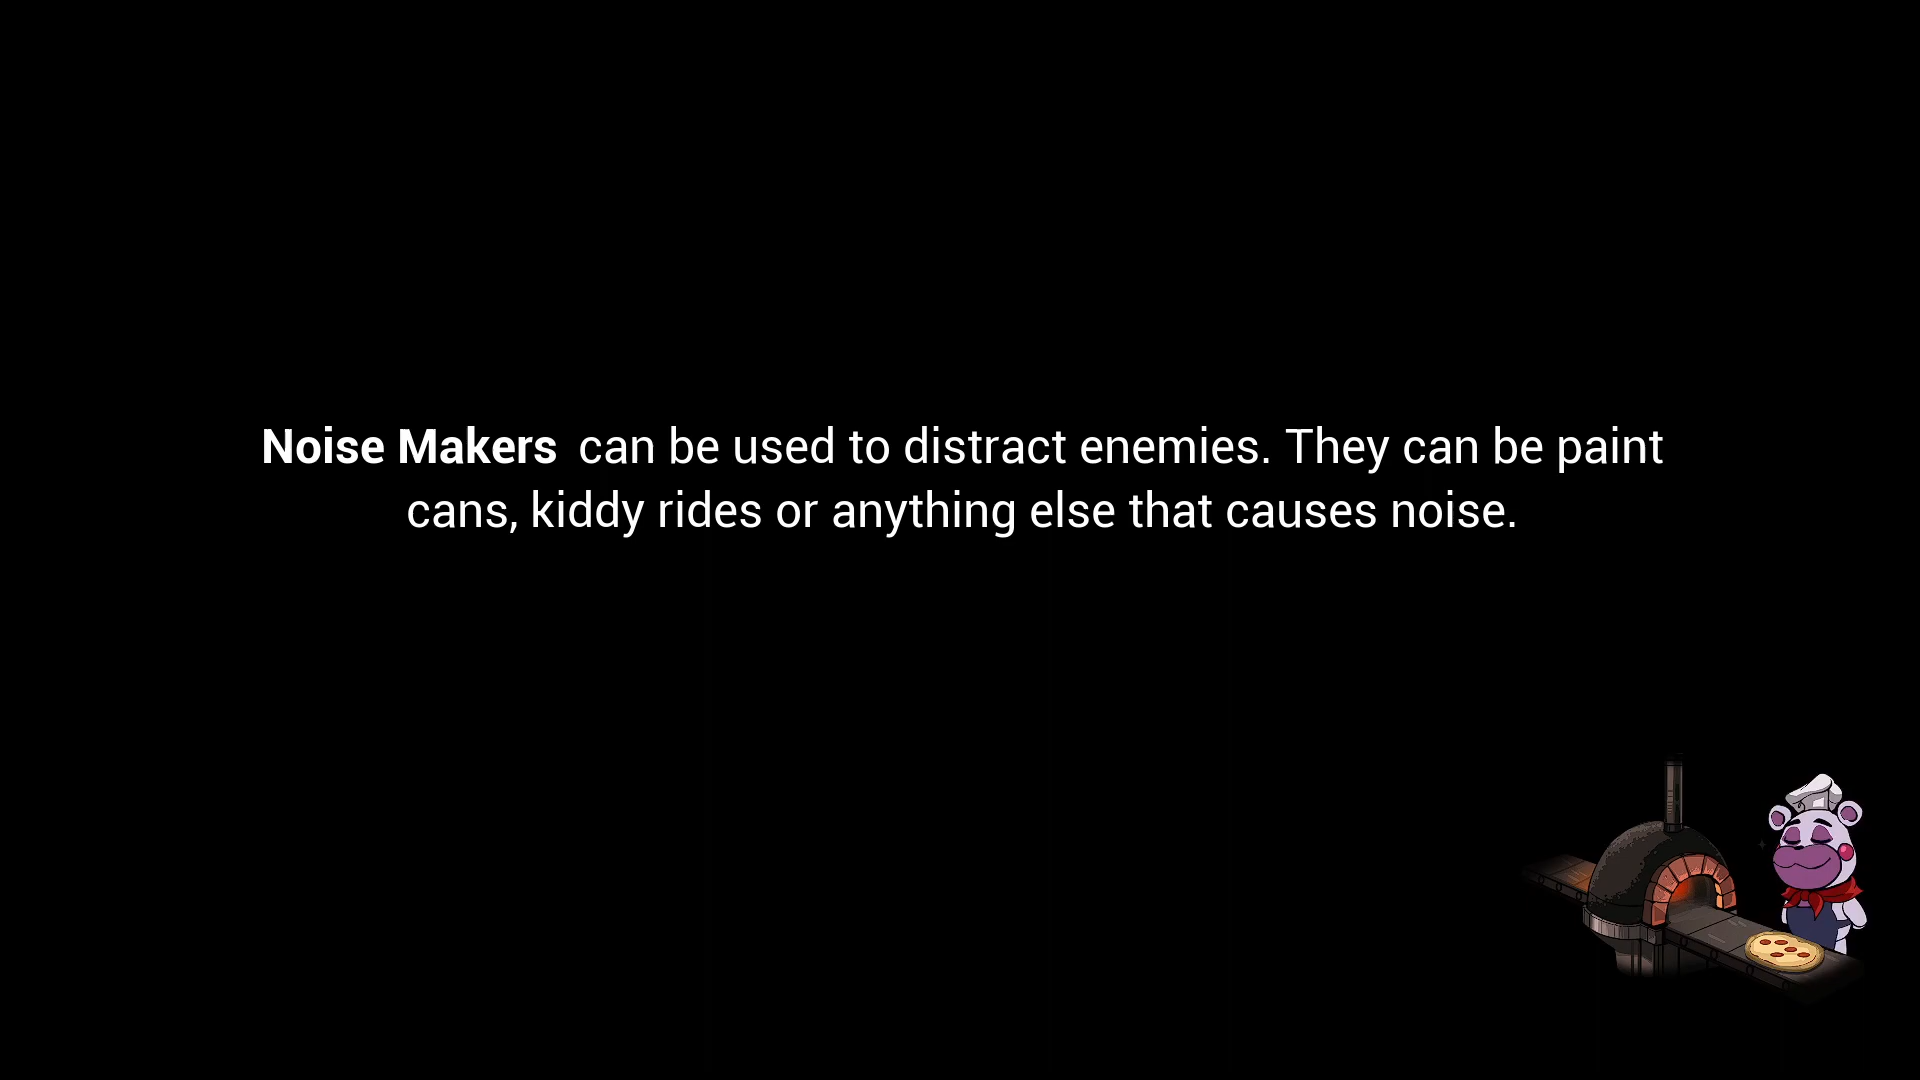 Noise Makers can be used to distract enemies. They can be paint
cans, kiddy rides or anything else that causes noise.